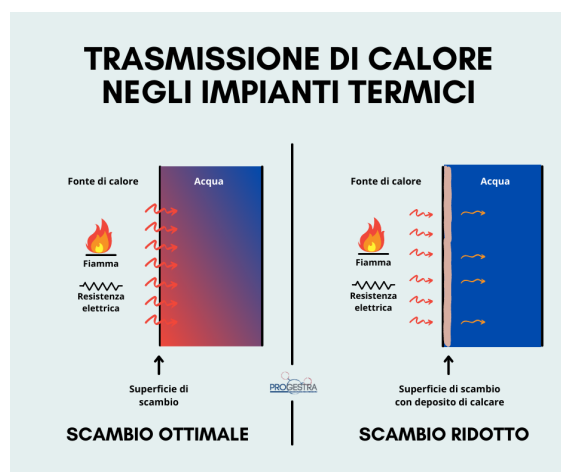 TRASMISSIONE DI CALORE
NEGLI IMPIANTI TERMICI
Fonte di calore
Acqua
Fiamma
Resistenza
elettrica
Superficie di
scambio
SCAMBIO OTTIMALE
PROGESTRA
Fonte di calore
Acqua
Fiamma
Resistenza
elettrica
Superficie di scambio
con deposito di calcare
SCAMBIO RIDOTTO